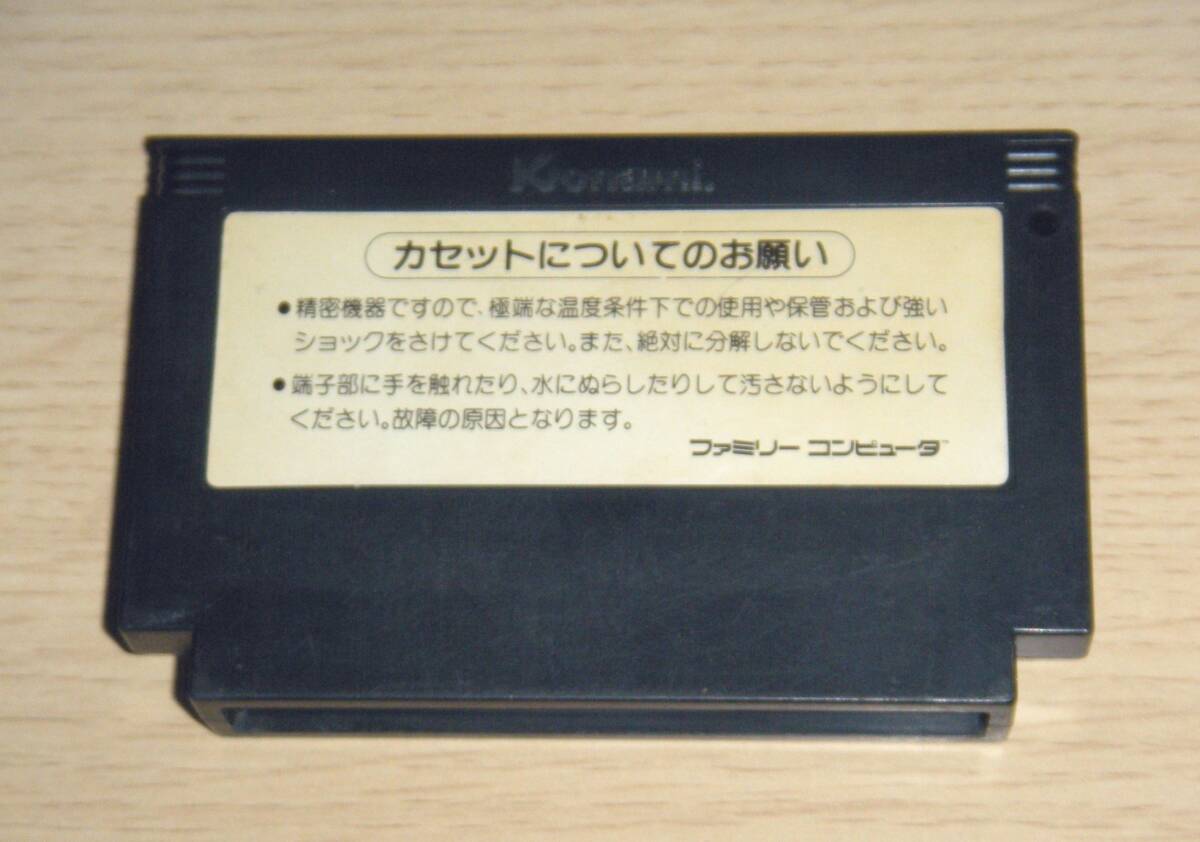 Konami.
カセットについてのお願い
●精密機器ですので、極端な温度条件下での使用や保管および強い
ショックをさけてください。また、絶対に分解しないでください。
●端子部に手を触れたり、水にぬらしたりして汚さないようにして
ください。故障の原因となります。
ファミリー コンピュータ™